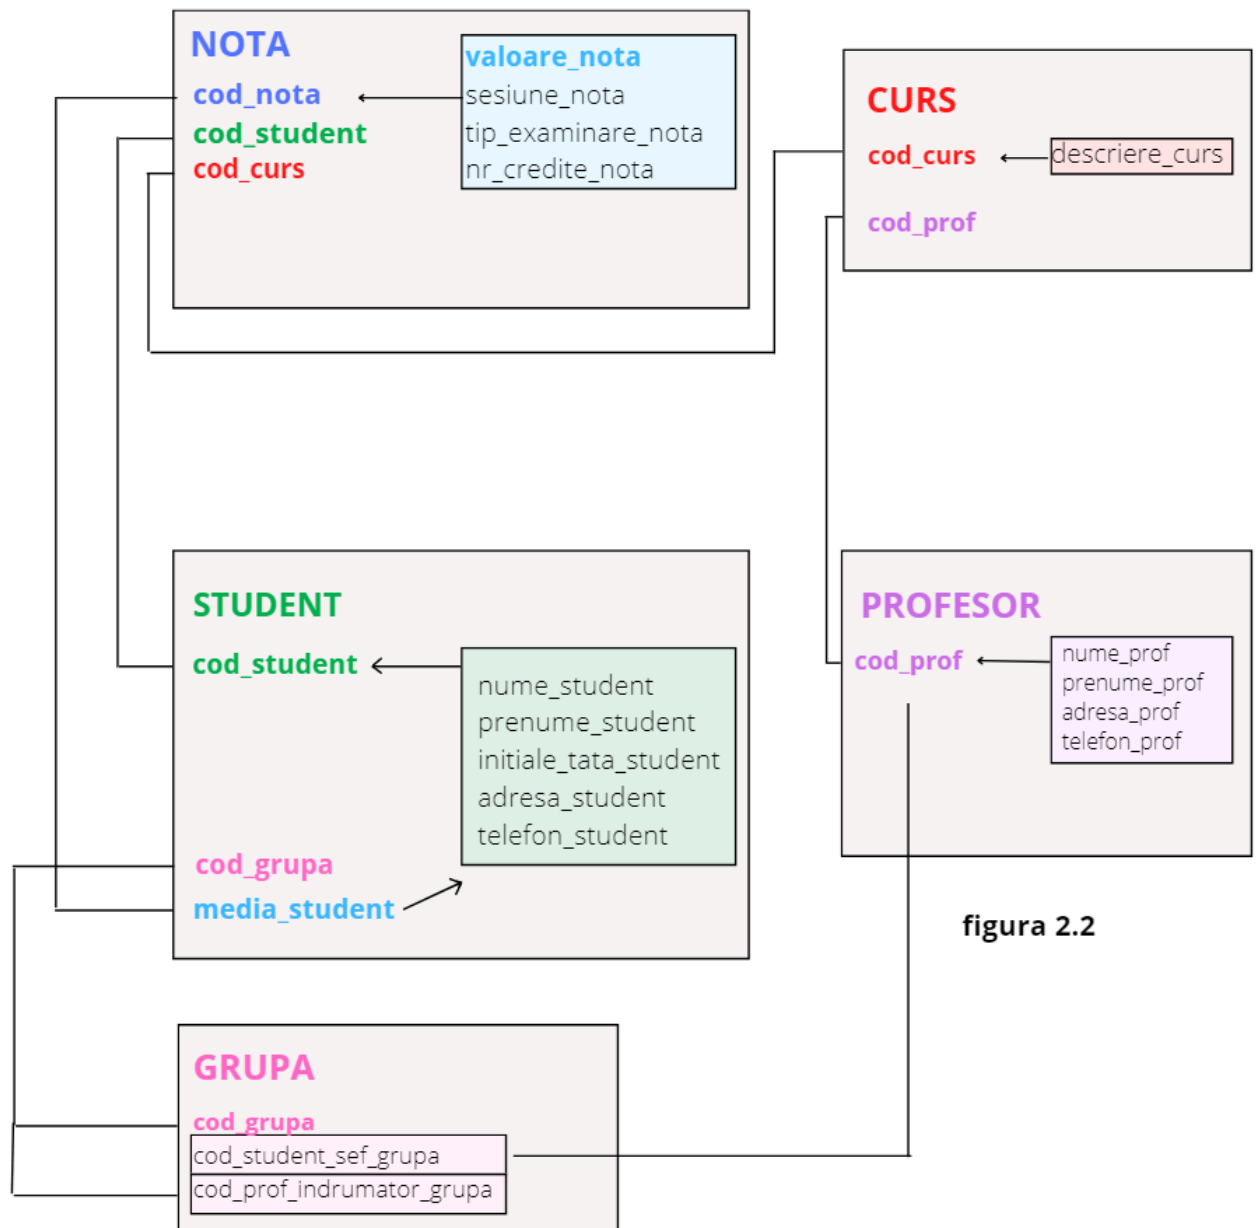 NOTA
cod_nota
cod_student
cod_curs
valoare_nota
sesiune_nota
tip_examinare_nota
nr_credite_nota
CURS
cod_curs
descriere_curs
cod_prof
STUDENT
cod_student
nume_student
prenume_student
initiale_tata_student
adresa_student
telefon_student
cod_grupa
media_student
PROFESOR
cod_prof
nume_prof
prenume_prof
adresa_prof
telefon_prof
figura 2.2
GRUPA
cod_grupa
cod_student_sef_grupa
cod_prof_indrumator_grupa